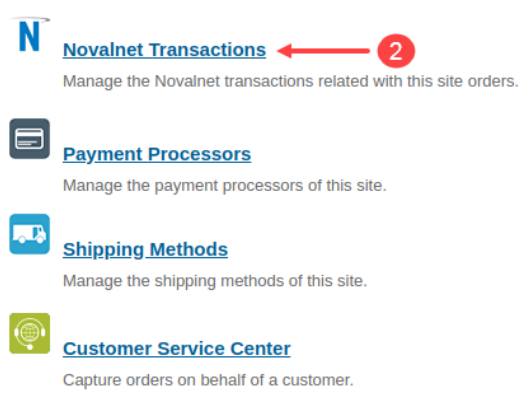 N
Novalnet Transactions
2
Manage the Novalnet transactions related with this site orders.
Payment Processors
Manage the payment processors of this site.
Shipping Methods
Manage the shipping methods of this site.
Customer Service Center
Capture orders on behalf of a customer.